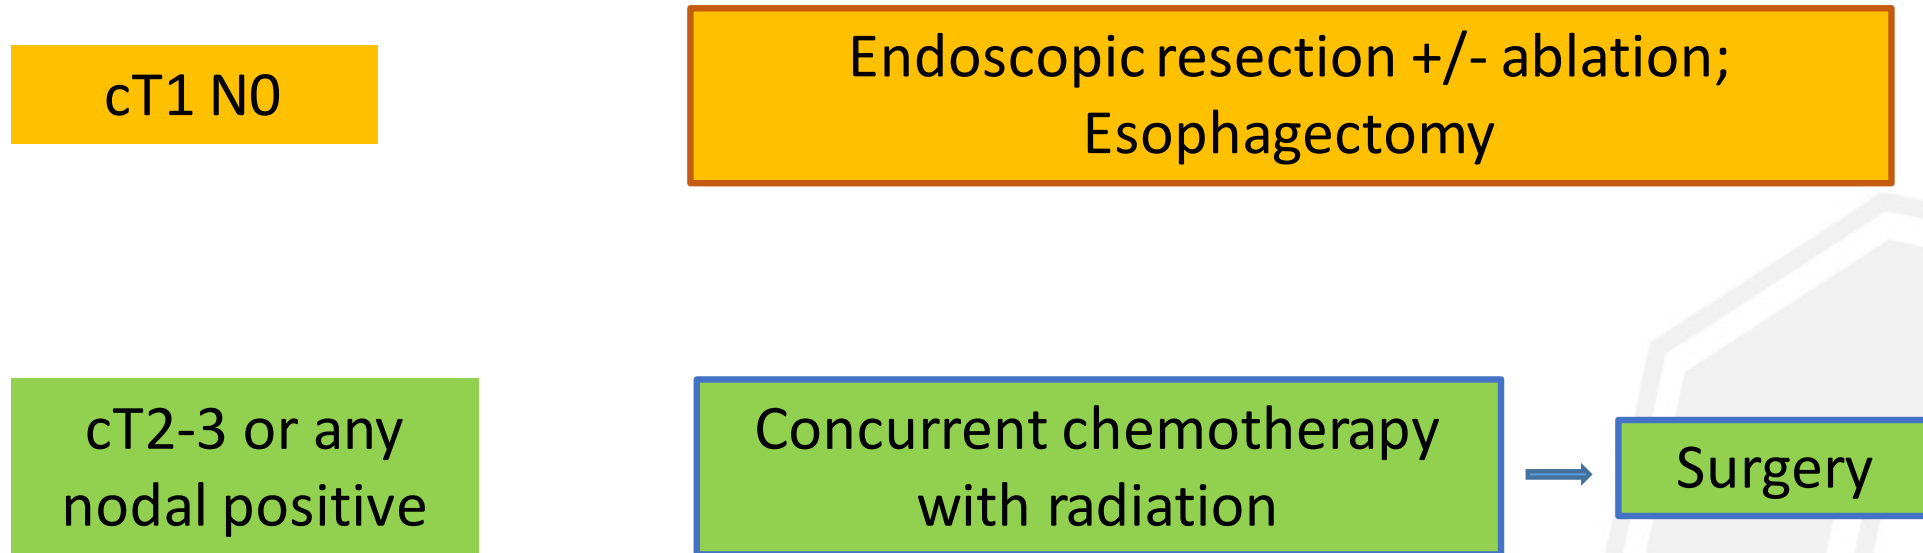 cT1 N0
Endoscopic resection +/- ablation;
Esophagectomy
cT2-3 or any
nodal positive
Concurrent chemotherapy
with radiation
Surgery